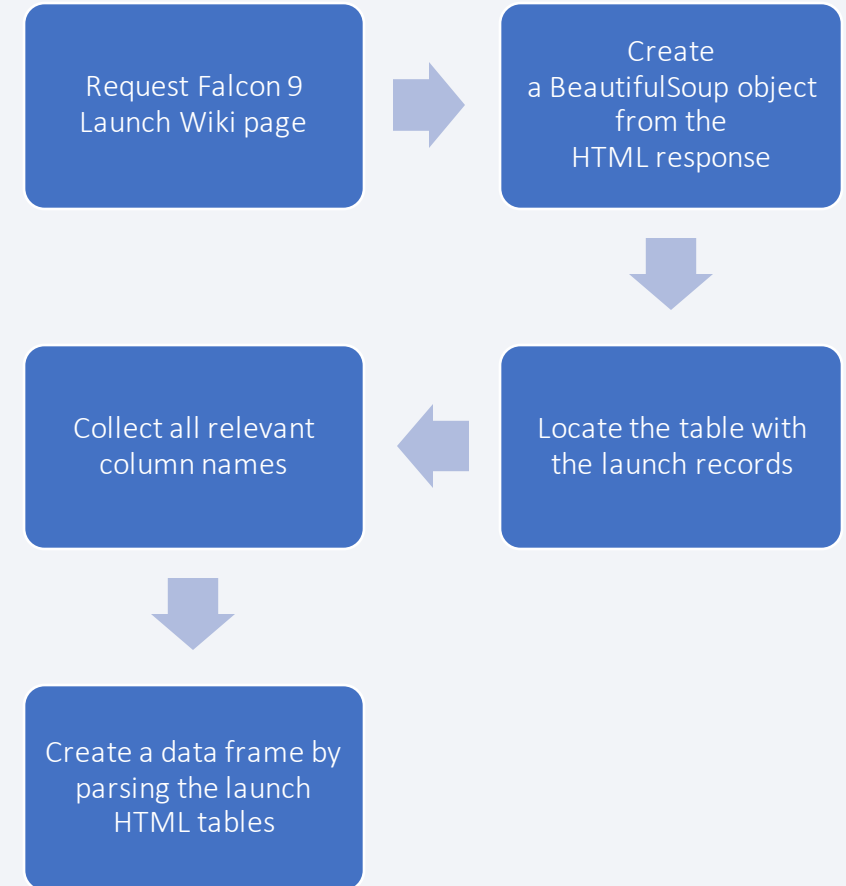 Request Falcon 9
Launch Wiki page
Create
a BeautifulSoup object
from the
HTML response
Locate the table with
the launch records
Collect all relevant
column names
Create a data frame by
parsing the launch
HTML tables